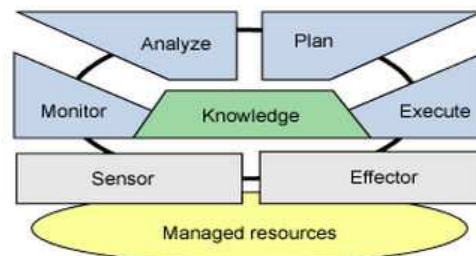 Analyze
Plan
Monitor
Knowledge
Execute
Sensor
Effector
Managed resources